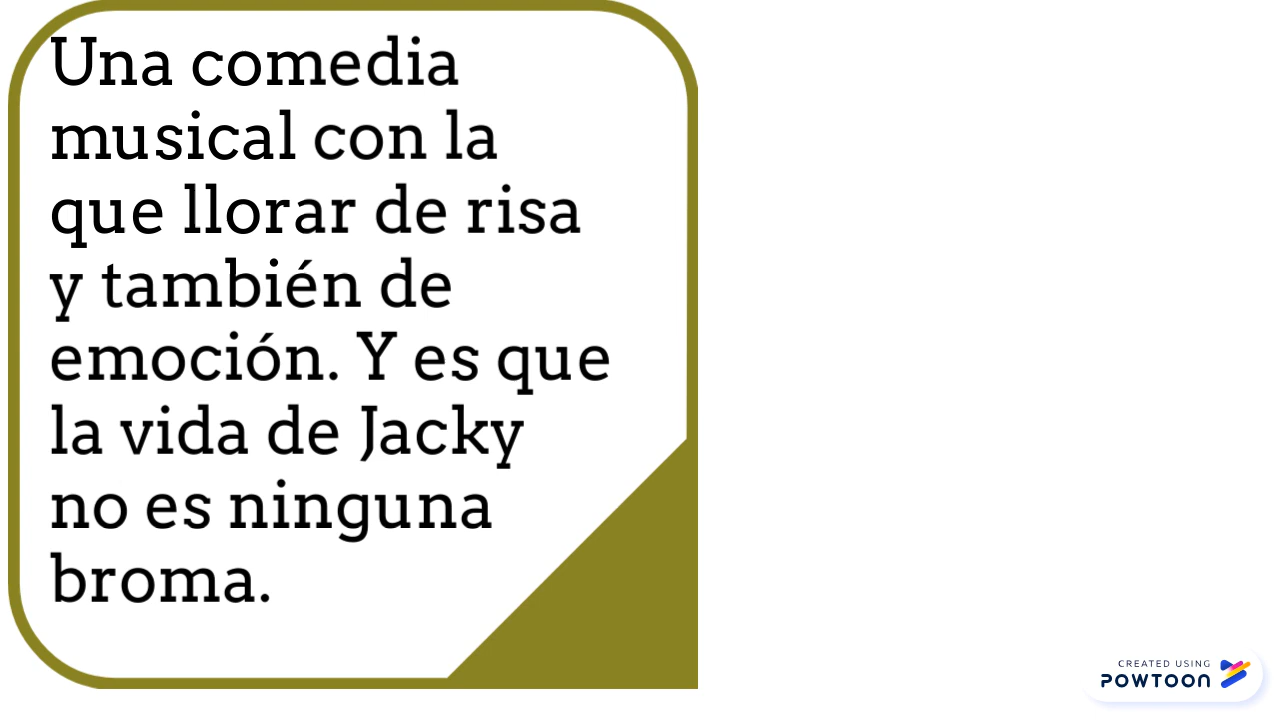 Una comedia
musical con la
que llorar de risa
y también de
emoción. Y es que
la vida de Jacky
no es ninguna
broma.
CREATED USING
POWTOON